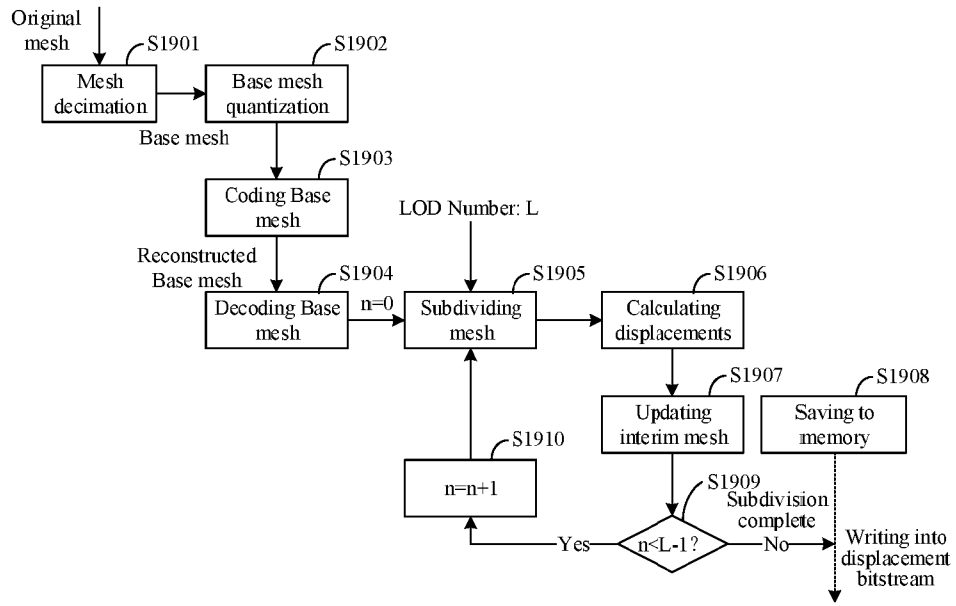 Original
mesh
S1901
S1902
Mesh
decimation
Base mesh
quantization
Base mesh
S1903
Coding Base
mesh
LOD Number: L
Reconstructed
Base mesh
S1904
S1905
S1906
Decoding Base
mesh
n=0
Subdividing
mesh
Calculating
displacements
S1907
S1908
Updating
interim mesh
Saving to
memory
S1910
n=n+1
S1909
Subdivision
complete
Yes
n<L-1?
No
Writing into
displacement
bitstream